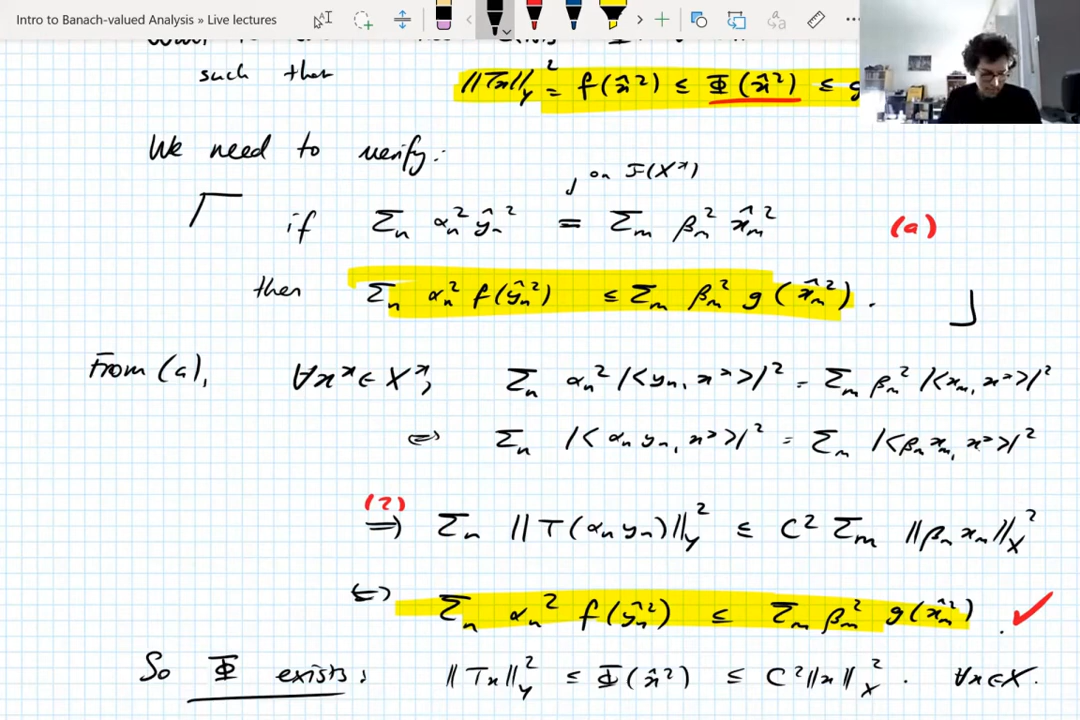 Intro to Banach-valued Analysis » Live lectures
such that ‖Tx‖_Y^2 = f(x̂^2) ≤ Φ(x̂^2) ≤ g
We need to verify:
on F(X*)
if Σ_n α_n^2 ŷ_n^2 = Σ_m β_m^2 x̂_m^2 (a)
then Σ_n α_n^2 f(ŷ_n^2) ≤ Σ_m β_m^2 g(x̂_m^2).
From (a), ∀x* ∈ X*, Σ_n α_n^2 |<y_n, x*>|^2 = Σ_m β_m^2 |<x_m, x*>|^2
⇔ Σ_n |<α_n y_n, x*>|^2 = Σ_m |<β_m x_m, x*>|^2
(2)
⇒ Σ_n ‖T(α_n y_n)‖_Y^2 ≤ C^2 Σ_m ‖β_m x_m‖_X^2
⇔ Σ_n α_n^2 f(ŷ_n^2) ≤ Σ_m β_m^2 g(x̂_m^2). ✓
So Φ exists: ‖Tx‖_Y^2 ≤ Φ(x̂^2) ≤ C^2‖x‖_X^2. ∀x∈X.